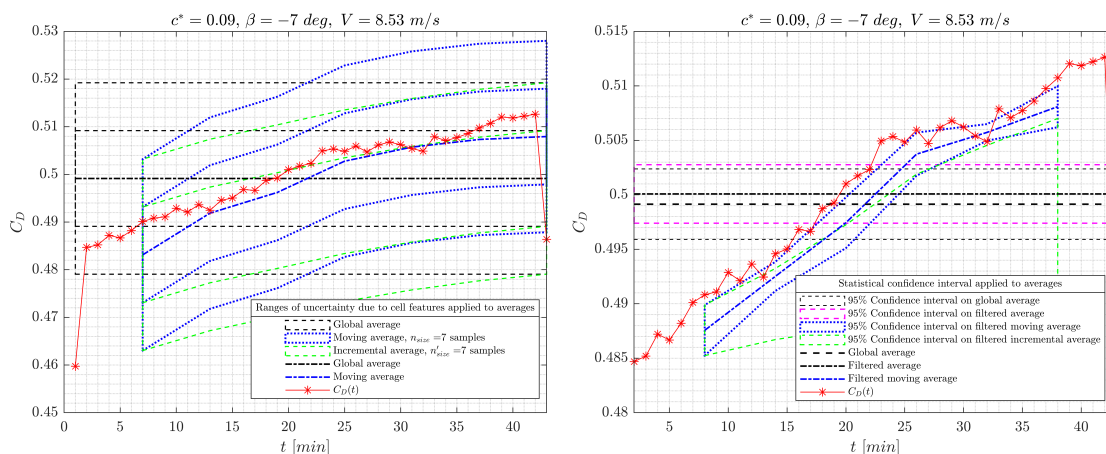 c* = 0.09, β = −7 deg, V = 8.53 m/s
0.53
0.52
0.51
0.5
0.49
0.48
0.47
0.46
0.45
C_D
0 5 10 15 20 25 30 35 40
t [min]
Ranges of uncertainty due to cell features applied to averages
Global average
Moving average, n_size =7 samples
Incremental average, n'_size =7 samples
Global average
Moving average
C_D(t)
c* = 0.09, β = −7 deg, V = 8.53 m/s
0.515
0.51
0.505
0.5
0.495
0.49
0.485
0.48
C_D
5 10 15 20 25 30 35 40
t [min]
Statistical confidence interval applied to averages
95% Confidence interval on global average
95% Confidence interval on filtered average
95% Confidence interval on filtered moving average
95% Confidence interval on filtered incremental average
Global average
Filtered average
Filtered moving average
C_D(t)